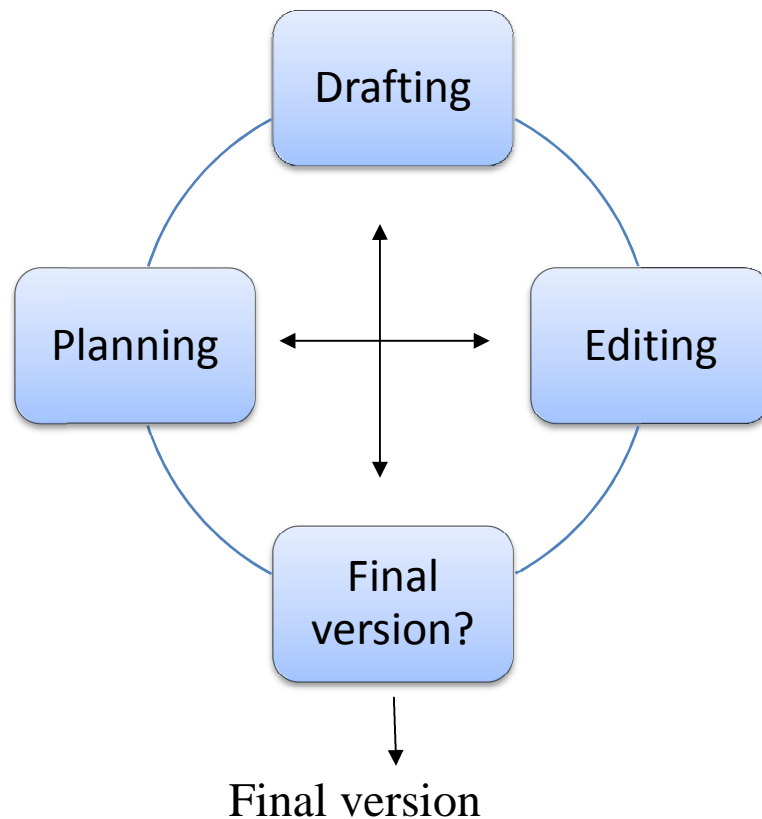 Drafting
Planning
Editing
Final
version?
Final version